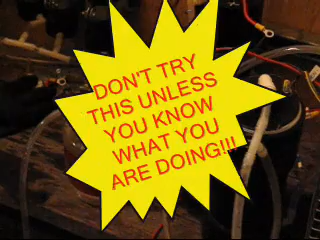 DON'T TRY
THIS UNLESS
YOU KNOW
WHAT YOU
ARE DOING!!!